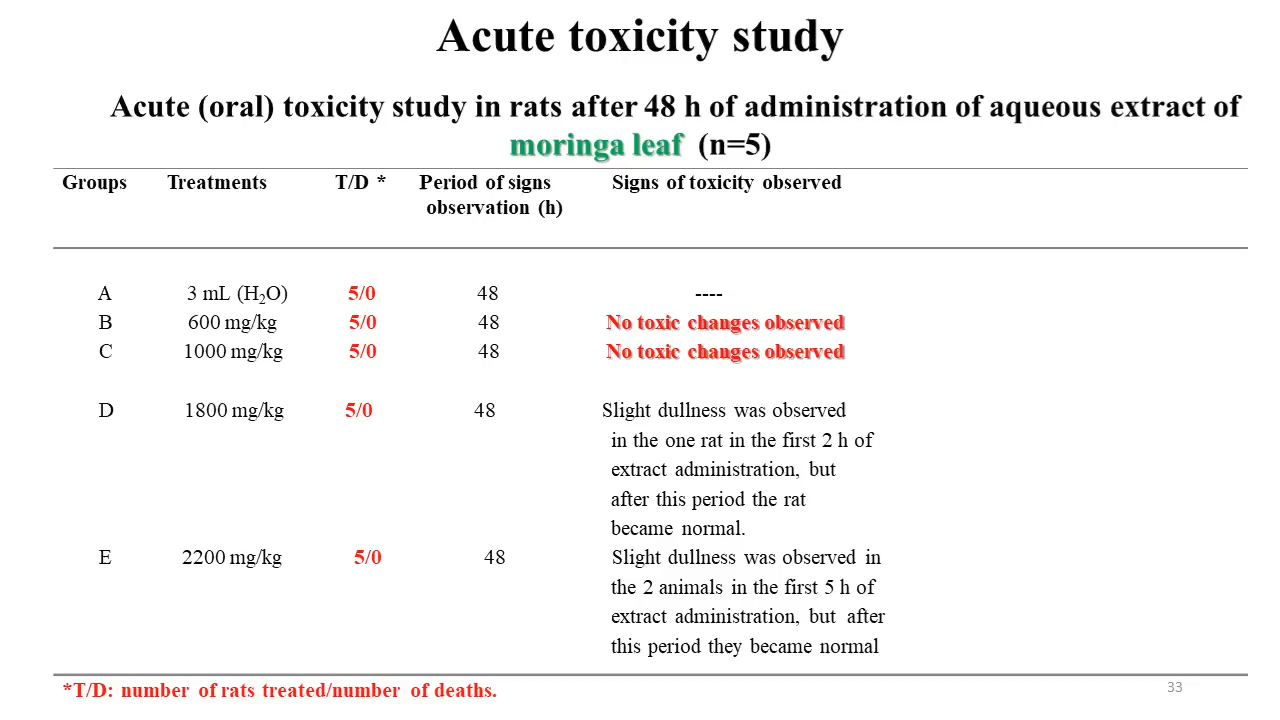 Acute toxicity study
Acute (oral) toxicity study in rats after 48 h of administration of aqueous extract of
moringa leaf (n=5)
Groups Treatments T/D * Period of signs Signs of toxicity observed
observation (h)
A 3 mL (H₂O) 5/0 48 ----
B 600 mg/kg 5/0 48 No toxic changes observed
C 1000 mg/kg 5/0 48 No toxic changes observed
D 1800 mg/kg 5/0 48 Slight dullness was observed
in the one rat in the first 2 h of
extract administration, but
after this period the rat
became normal.
E 2200 mg/kg 5/0 48 Slight dullness was observed in
the 2 animals in the first 5 h of
extract administration, but after
this period they became normal
*T/D: number of rats treated/number of deaths.
33